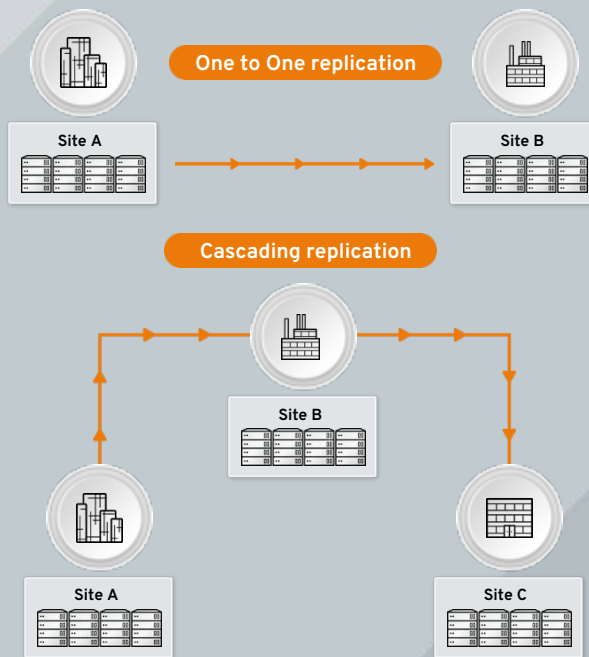 One to One replication
Site A
Site B
Cascading replication
Site B
Site A
Site C